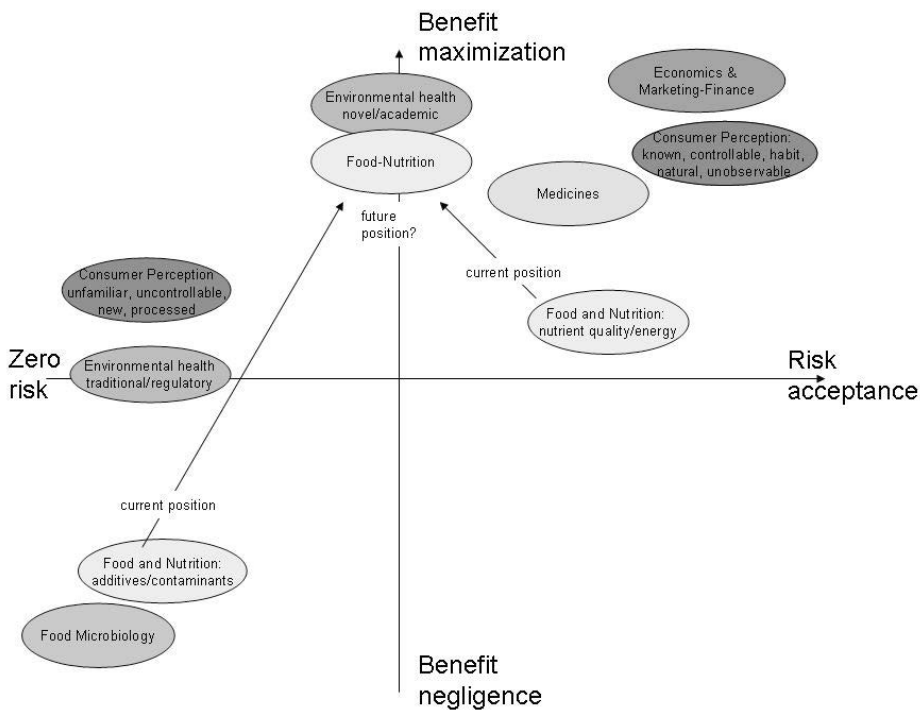 Benefit
maximization
Economics &
Marketing-Finance
Environmental health
novel/academic
Consumer Perception:
known, controllable, habit,
natural, unobservable
Food-Nutrition
Medicines
future
position?
current position
Consumer Perception
unfamiliar, uncontrollable,
new, processed
Food and Nutrition:
nutrient quality/energy
Zero
risk
Environmental health
traditional/regulatory
Risk
acceptance
current position
Food and Nutrition:
additives/contaminants
Food Microbiology
Benefit
negligence